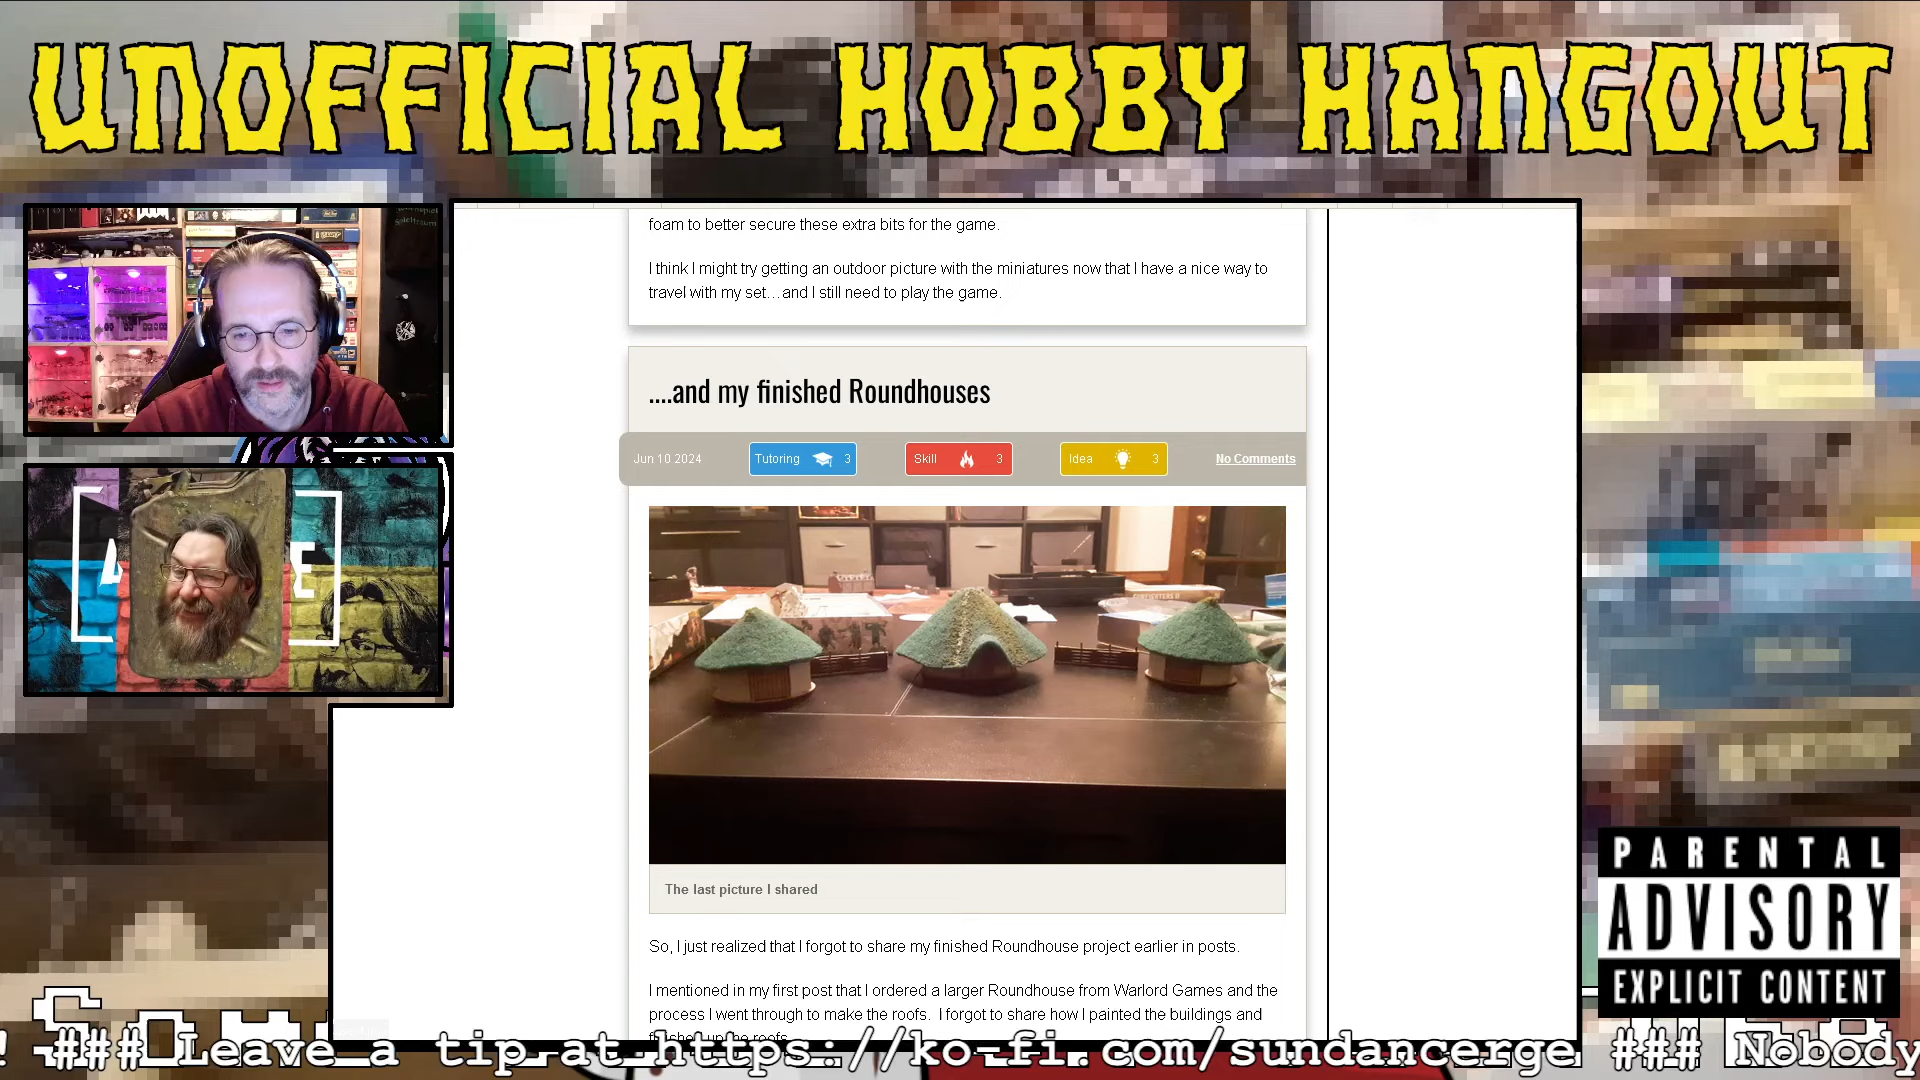 UNOFFICIAL HOBBY HANGOUT
foam to better secure these extra bits for the game.
I think I might try getting an outdoor picture with the miniatures now that I have a nice way to
travel with my set…and I still need to play the game.
....and my finished Roundhouses
Jun 10 2024
Tutoring 3
Skill 3
Idea 3
No Comments
The last picture I shared
So, I just realized that I forgot to share my finished Roundhouse project earlier in posts.
I mentioned in my first post that I ordered a larger Roundhouse from Warlord Games and the
process I went through to make the roofs. I forgot to share how I painted the buildings and
finished up the roofs.
PARENTAL
ADVISORY
EXPLICIT CONTENT
! ### Leave a tip at https://ko-fi.com/sundancerge ### Nobody